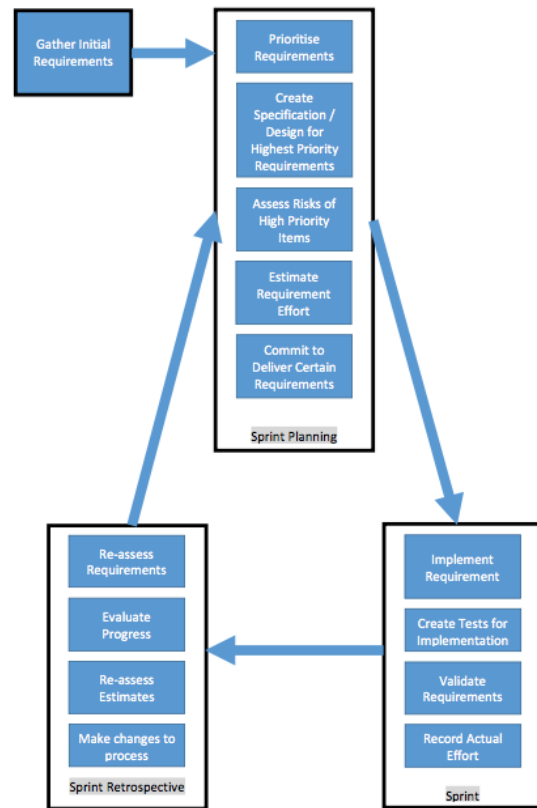 Gather Initial
Requirements
Prioritise
Requirements
Create
Specification /
Design for
Highest Priority
Requirements
Assess Risks of
High Priority
Items
Estimate
Requirement
Effort
Commit to
Deliver Certain
Requirements
Sprint Planning
Re-assess
Requirements
Evaluate
Progress
Re-assess
Estimates
Make changes to
process
Sprint Retrospective
Implement
Requirement
Create Tests for
Implementation
Validate
Requirements
Record Actual
Effort
Sprint